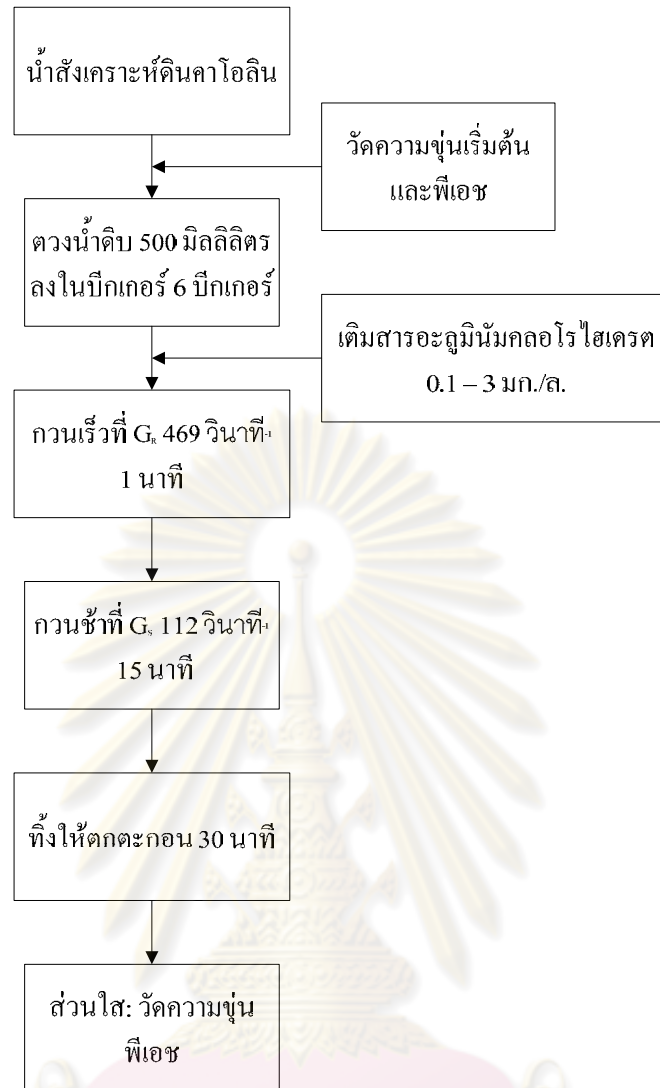 น้ำสังเคราะห์ดินคาโอลิน
วัดความขุ่นเริ่มต้น
และพีเอช
ตวงน้ำดิบ 500 มิลลิลิตร
ลงในบีกเกอร์ 6 บีกเกอร์
เติมสารอะลูมินัมคลอโรไฮเดรต
0.1 – 3 มก./ล.
กวนเร็วที่ G_R 469 วินาที⁻¹
1 นาที
กวนช้าที่ G_S 112 วินาที⁻¹
15 นาที
ทิ้งให้ตกตะกอน 30 นาที
ส่วนใส: วัดความขุ่น
พีเอช